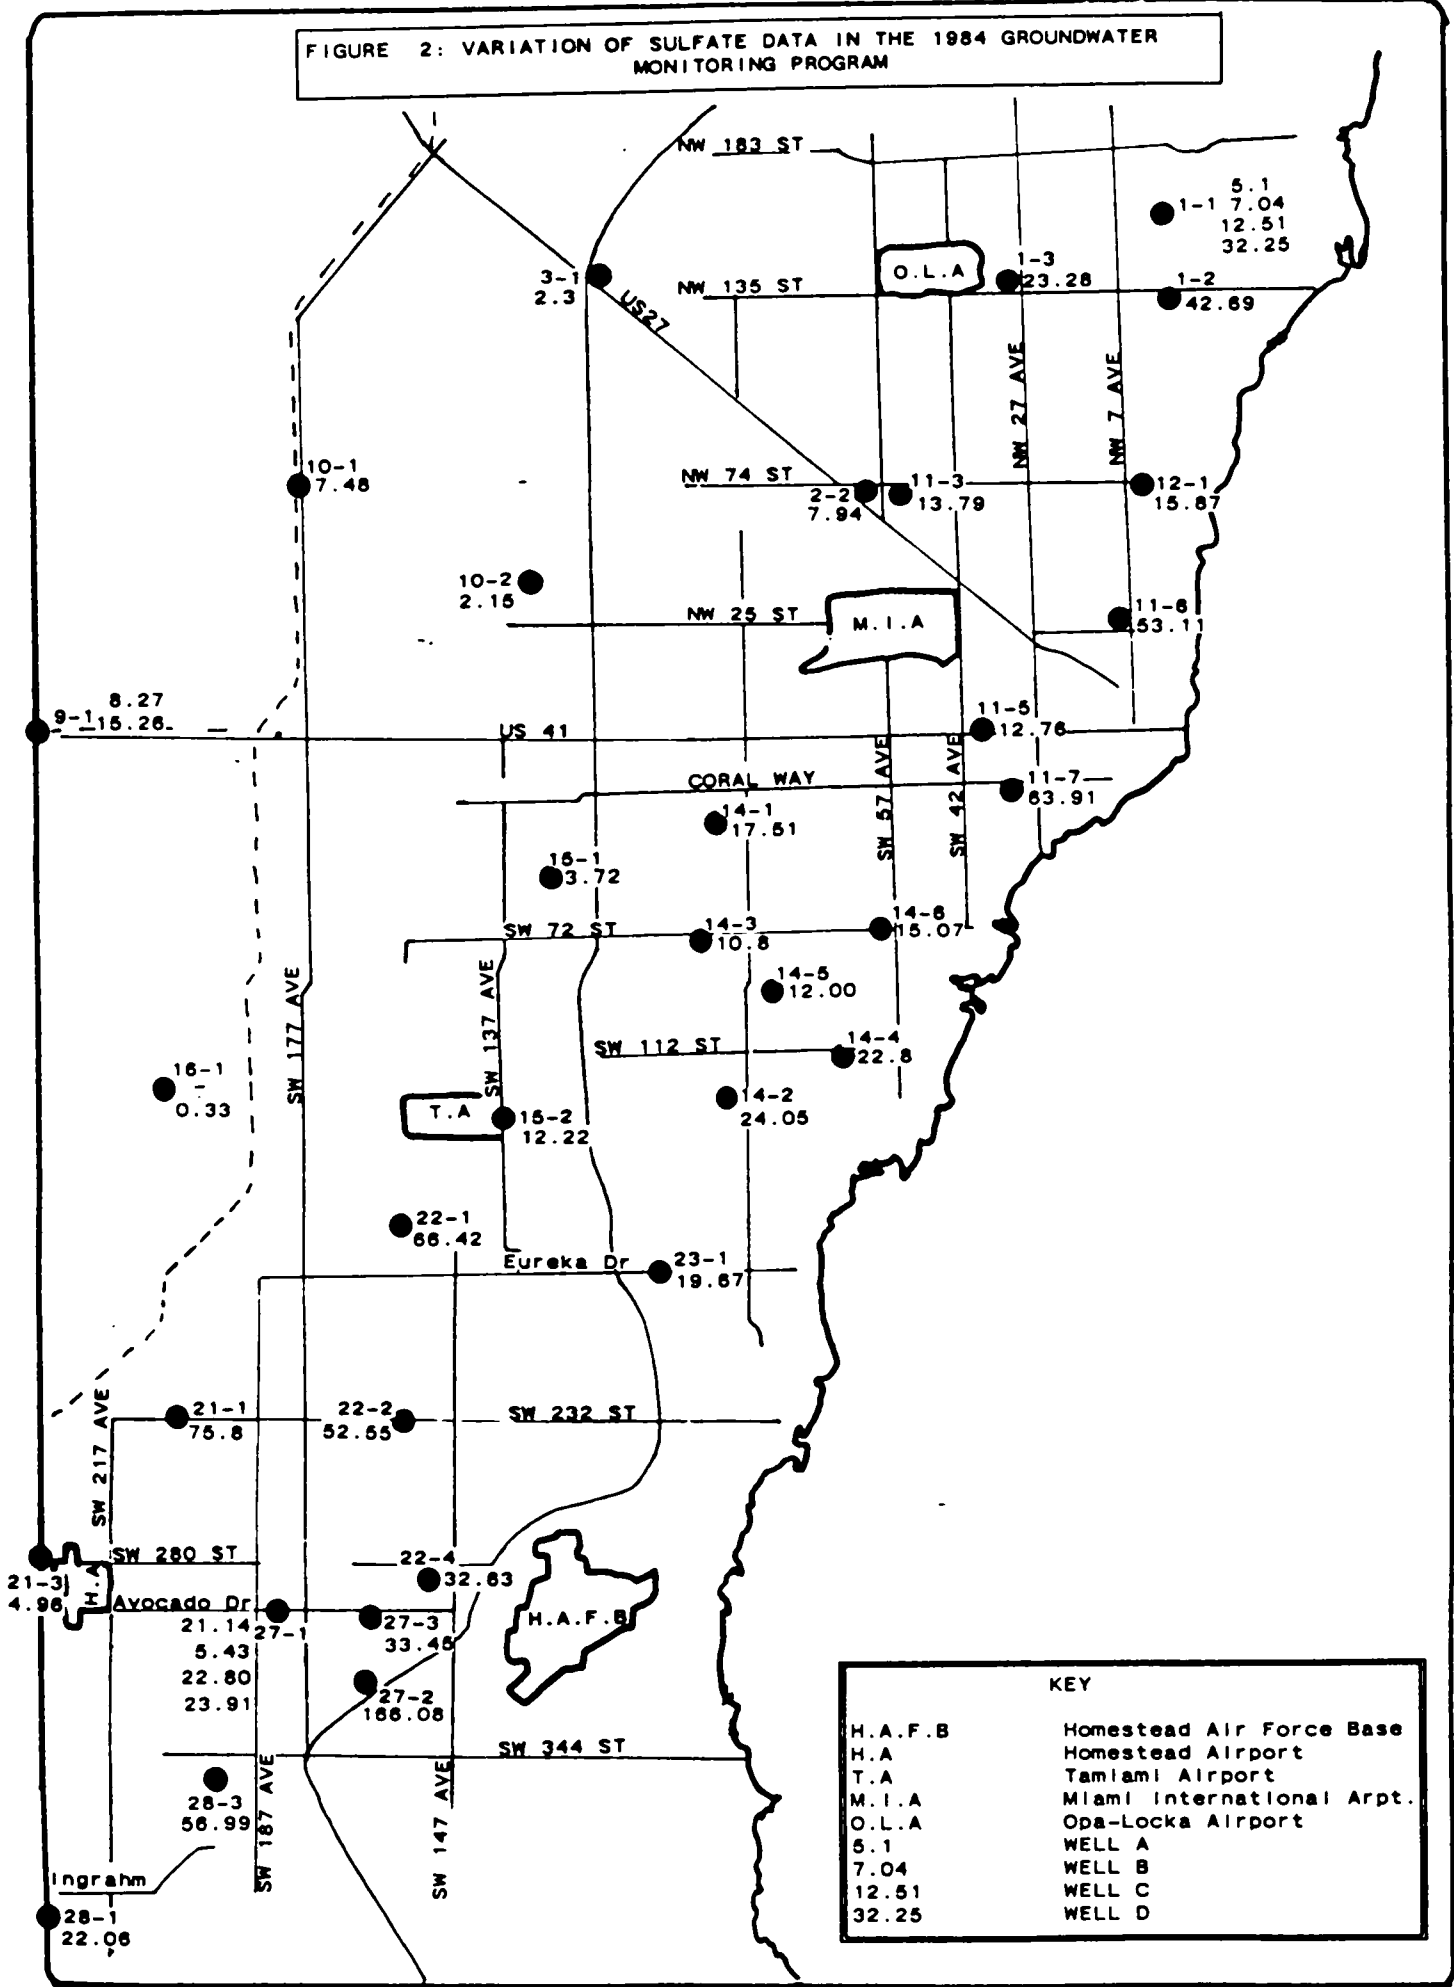 FIGURE 2: VARIATION OF SULFATE DATA IN THE 1984 GROUNDWATER
MONITORING PROGRAM
NW 183 ST
5.1
1-1 7.04
12.51
32.25
O.L.A
1-3
23.28
1-2
42.69
3-1
2.3
US27
NW 135 ST
NW 27 AVE
NW 7 AVE
10-1
7.48
NW 74 ST
2-2
7.94
11-3
13.79
12-1
15.87
10-2
2.15
NW 25 ST
M.I.A
11-6
53.11
8.27
9-1 15.26
US 41
11-5
12.76
SW 57 AVE
SW 42 AVE
CORAL WAY
11-7
63.91
14-1
17.51
15-1
3.72
SW 72 ST
14-3
10.8
14-6
15.07
SW 177 AVE
SW 137 AVE
14-5
12.00
SW 112 ST
14-4
22.8
16-1
-
0.33
T.A
15-2
12.22
14-2
24.05
22-1
66.42
Eureka Dr
23-1
19.67
SW 217 AVE
21-1
75.8
22-2
52.55
SW 232 ST
SW 280 ST
22-4
32.63
21-3
4.96
H.A
Avocado Dr
21.14
27-1
5.43
22.80
23.91
27-3
33.45
H.A.F.B
27-2
166.08
SW 344 ST
28-3
56.99
SW 187 AVE
SW 147 AVE
Ingrahm
28-1
22.06
KEY
H.A.F.B Homestead Air Force Base
H.A Homestead Airport
T.A Tamiami Airport
M.I.A Miami International Arpt.
O.L.A Opa-Locka Airport
5.1 WELL A
7.04 WELL B
12.51 WELL C
32.25 WELL D